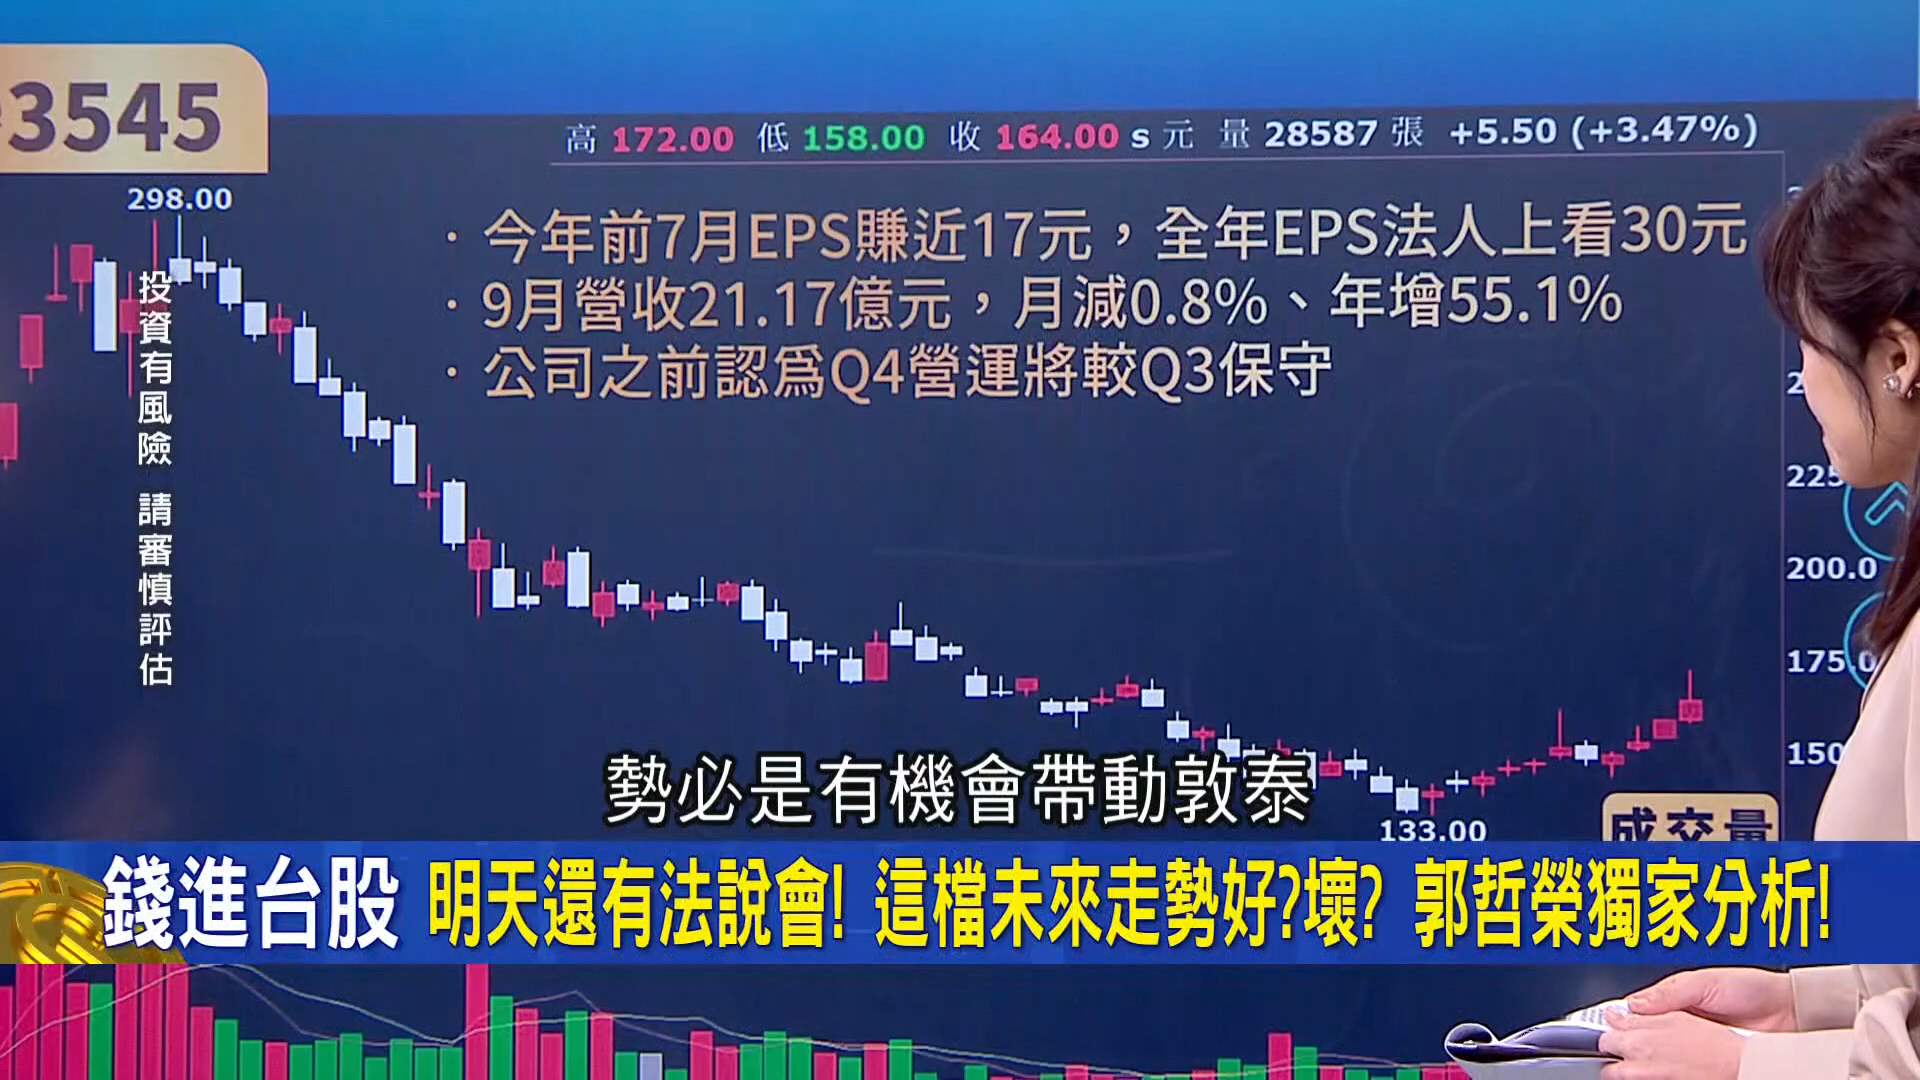 3545
高 172.00 低 158.00 收 164.00 s 元 量 28587 張 +5.50 (+3.47%)
298.00
· 今年前7月EPS賺近17元，全年EPS法人上看30元
· 9月營收21.17億元，月減0.8%、年增55.1%
· 公司之前認為Q4營運將較Q3保守
投資有風險 請審慎評估
225
200.0
175.0
150
133.00
成交量
勢必是有機會帶動敦泰
錢進台股 明天還有法說會! 這檔未來走勢好?壞? 郭哲榮獨家分析!